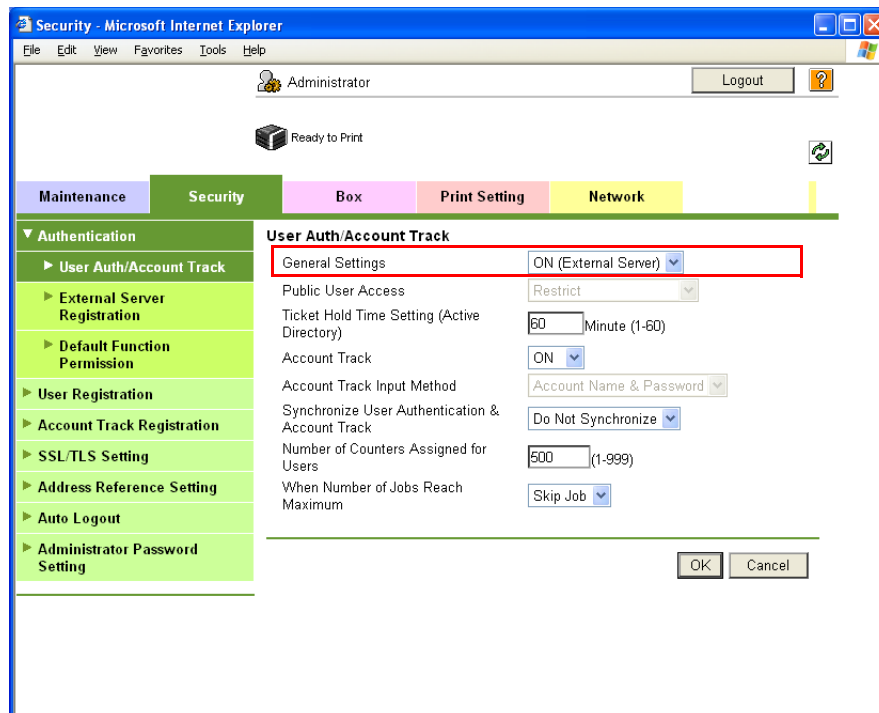 Security - Microsoft Internet Explorer
File Edit View Favorites Tools Help
Administrator Logout ?
Ready to Print
Maintenance Security Box Print Setting Network
Authentication
User Auth/Account Track
External Server
Registration
Default Function
Permission
User Registration
Account Track Registration
SSL/TLS Setting
Address Reference Setting
Auto Logout
Administrator Password
Setting
User Auth/Account Track
General Settings ON (External Server)
Public User Access Restrict
Ticket Hold Time Setting (Active
Directory) 60 Minute (1-60)
Account Track ON
Account Track Input Method Account Name & Password
Synchronize User Authentication &
Account Track Do Not Synchronize
Number of Counters Assigned for
Users 500 (1-999)
When Number of Jobs Reach
Maximum Skip Job
OK Cancel